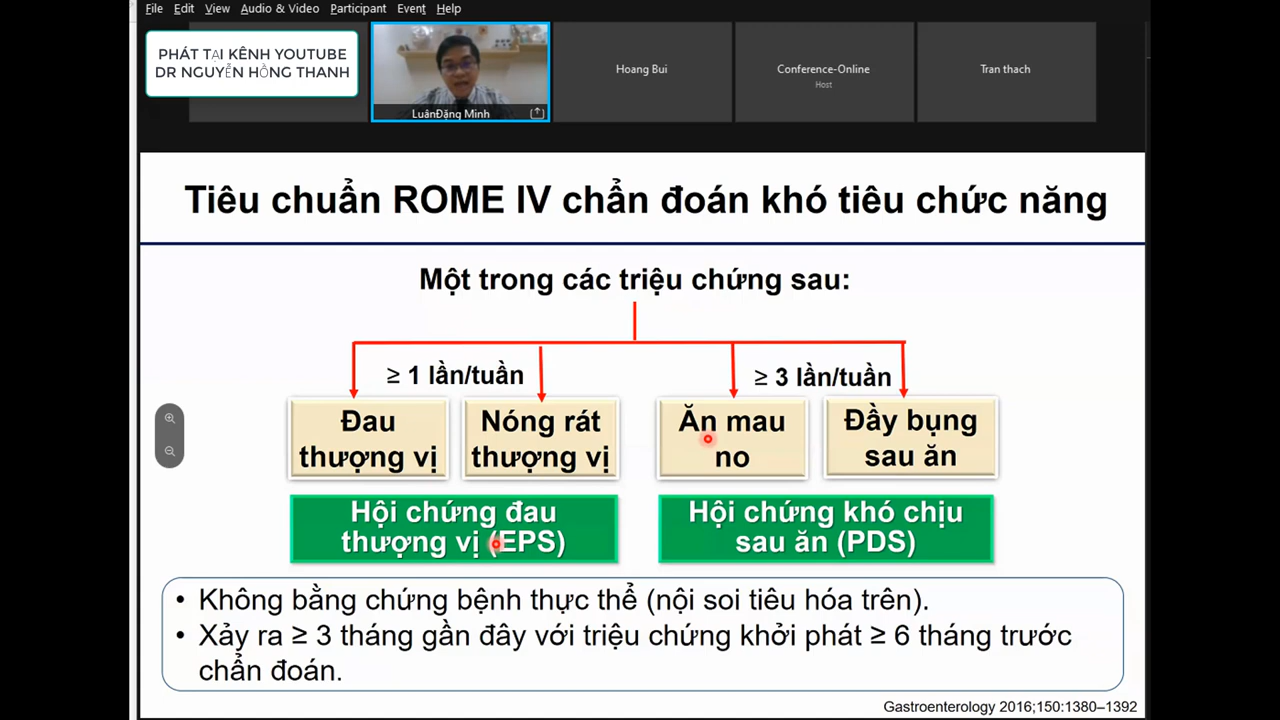 File Edit View Audio & Video Participant Event Help
PHÁT TẠI KÊNH YOUTUBE
DR NGUYỄN HỒNG THANH
LuânĐặng Minh
Hoang Bui
Conference-Online
Host
Tran thach
Tiêu chuẩn ROME IV chẩn đoán khó tiêu chức năng
Một trong các triệu chứng sau:
≥ 1 lần/tuần
≥ 3 lần/tuần
Đau
thượng vị
Nóng rát
thượng vị
Ăn mau
no
Đầy bụng
sau ăn
Hội chứng đau
thượng vị (EPS)
Hội chứng khó chịu
sau ăn (PDS)
• Không bằng chứng bệnh thực thể (nội soi tiêu hóa trên).
• Xảy ra ≥ 3 tháng gần đây với triệu chứng khởi phát ≥ 6 tháng trước
chẩn đoán.
Gastroenterology 2016;150:1380–1392